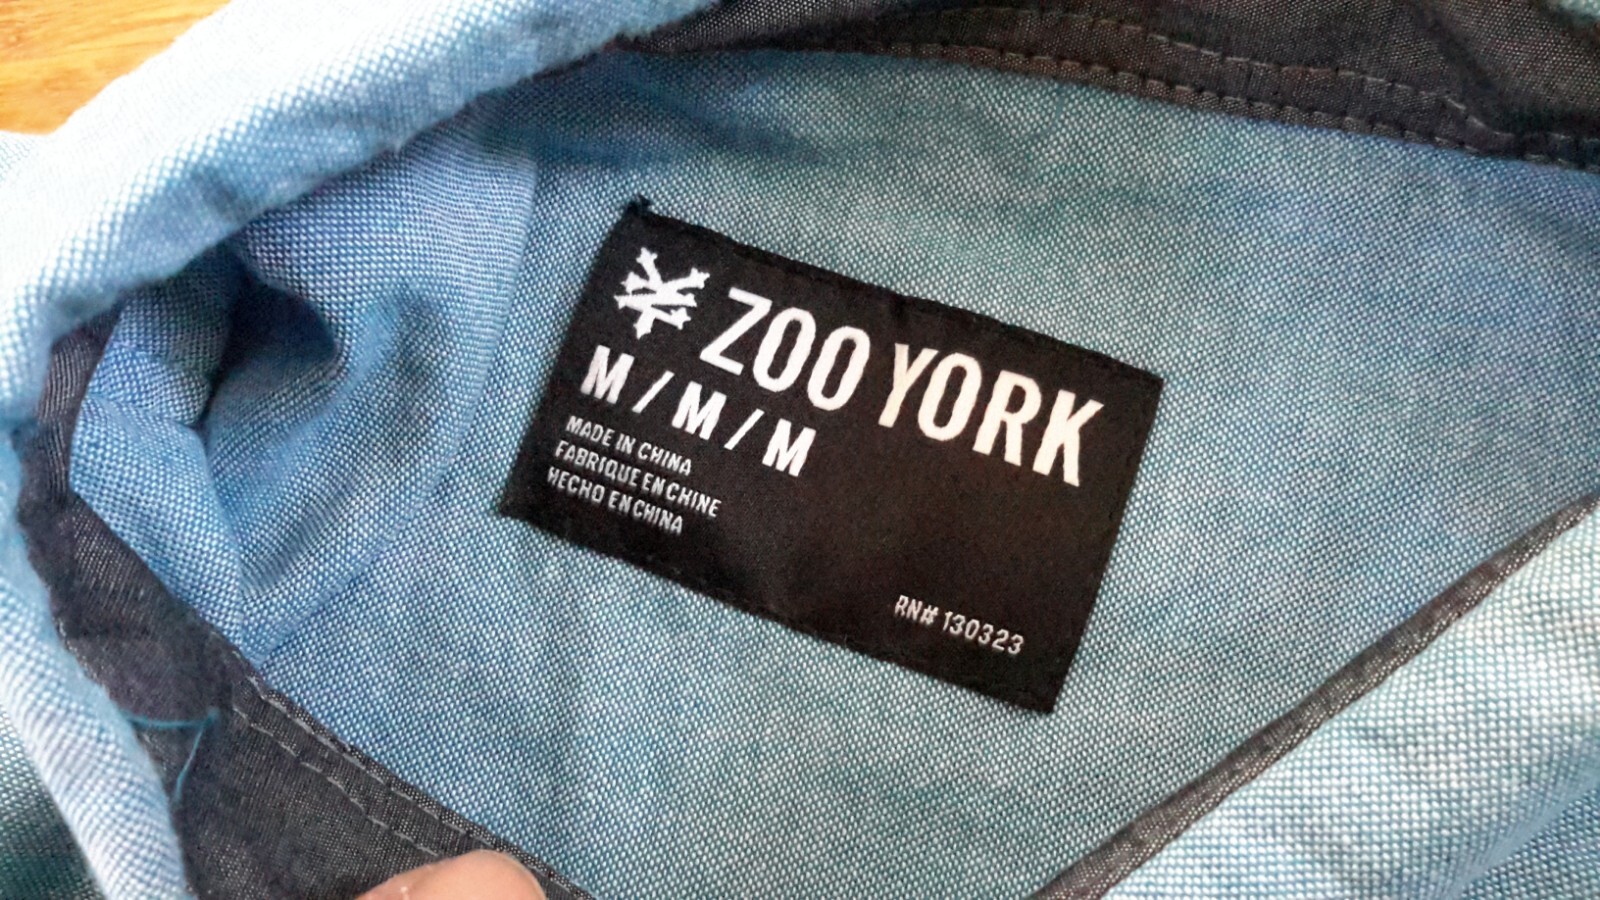 ZOO YORK
M / M / M
MADE IN CHINA
FABRIQUE EN CHINE
HECHO EN CHINA
RN# 130323